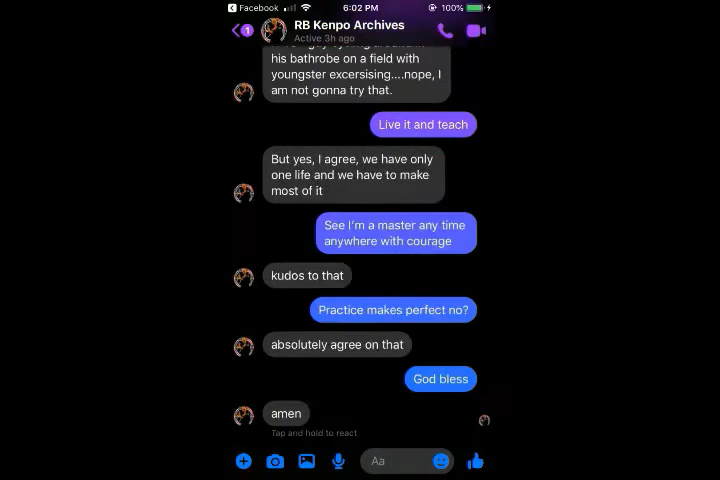 Facebook
6:02 PM
100%
1
RB Kenpo Archives
Active 3h ago
his bathrobe on a field with
youngster excersising....nope, I
am not gonna try that.
Live it and teach
But yes, I agree, we have only
one life and we have to make
most of it
See I'm a master any time
anywhere with courage
kudos to that
Practice makes perfect no?
absolutely agree on that
God bless
amen
Tap and hold to react
Aa